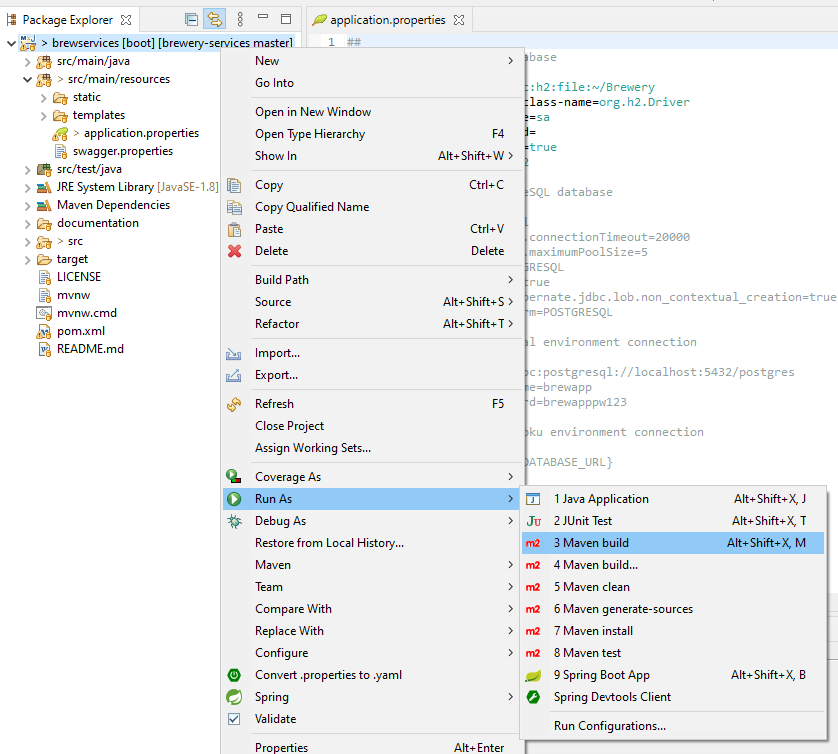 Package Explorer
application.properties
> brewservices [boot] [brewery-services master]
src/main/java
> src/main/resources
static
templates
> application.properties
swagger.properties
src/test/java
JRE System Library [JavaSE-1.8]
Maven Dependencies
documentation
> src
target
LICENSE
mvnw
mvnw.cmd
pom.xml
README.md
New
Go Into
Open in New Window
Open Type Hierarchy F4
Show In Alt+Shift+W >
Copy Ctrl+C
Copy Qualified Name
Paste Ctrl+V
Delete Delete
Build Path
Source Alt+Shift+S >
Refactor Alt+Shift+T >
Import...
Export...
Refresh F5
Close Project
Assign Working Sets...
Coverage As
Run As
Debug As
Restore from Local History...
Maven
Team
Compare With
Replace With
Configure
Convert .properties to .yaml
Spring
Validate
Properties Alt+Enter
1 Java Application Alt+Shift+X, J
2 JUnit Test Alt+Shift+X, T
3 Maven build Alt+Shift+X, M
4 Maven build...
5 Maven clean
6 Maven generate-sources
7 Maven install
8 Maven test
9 Spring Boot App Alt+Shift+X, B
Spring Devtools Client
Run Configurations...
1 ##
abase
c:h2:file:~/Brewery
class-name=org.h2.Driver
e=sa
d=
=true
2
eSQL database
l
.connectionTimeout=20000
.maximumPoolSize=5
GRESQL
true
bernate.jdbc.lob.non_contextual_creation=true
rm=POSTGRESQL
al environment connection
bc:postgresql://localhost:5432/postgres
me=brewapp
rd=brewapppw123
oku environment connection
DATABASE_URL}